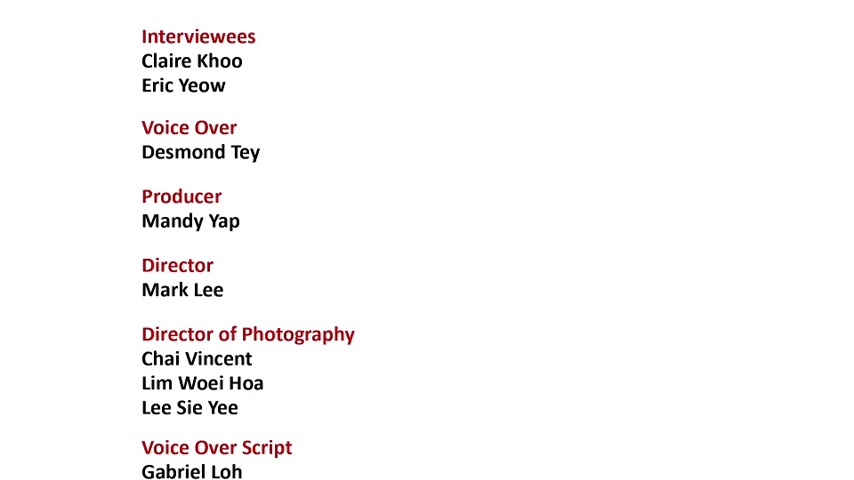 Interviewees
Claire Khoo
Eric Yeow
Voice Over
Desmond Tey
Producer
Mandy Yap
Director
Mark Lee
Director of Photography
Chai Vincent
Lim Woei Hoa
Lee Sie Yee
Voice Over Script
Gabriel Loh